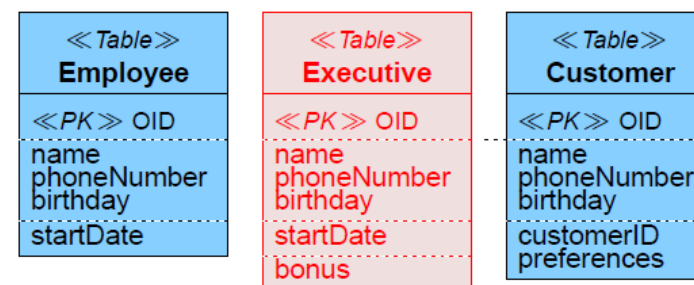 ≪Table≫
Employee
≪PK≫ OID
name
phoneNumber
birthday
startDate
≪Table≫
Executive
≪PK≫ OID
name
phoneNumber
birthday
startDate
bonus
≪Table≫
Customer
≪PK≫ OID
name
phoneNumber
birthday
customerID
preferences